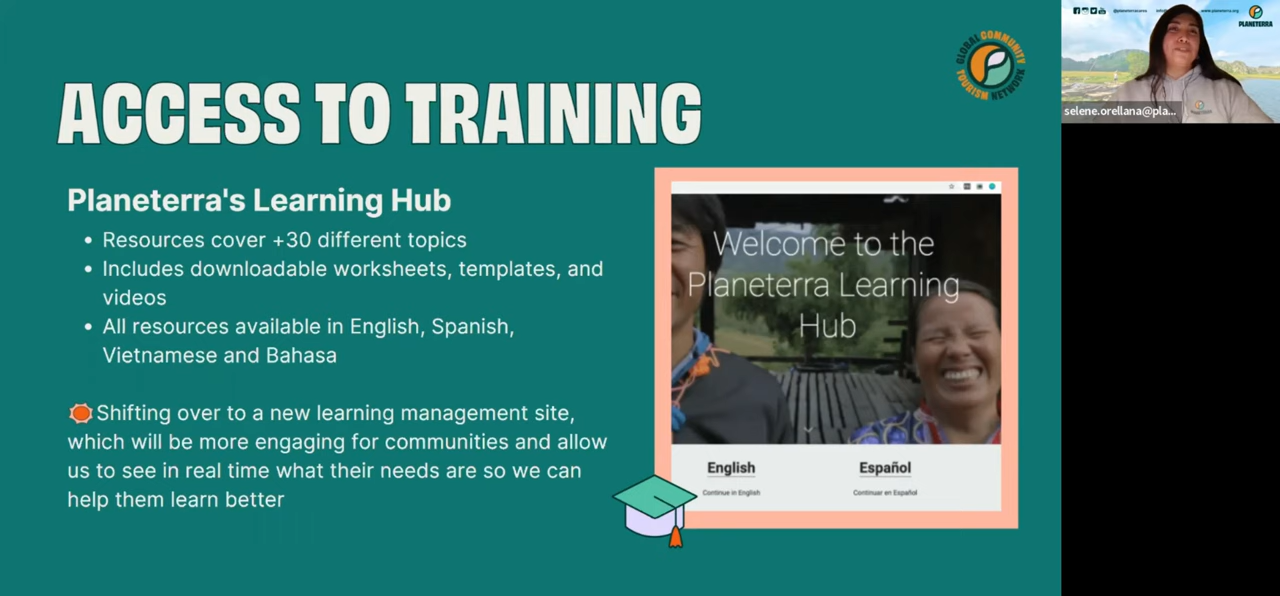 ACCESS TO TRAINING
Planeterra's Learning Hub
• Resources cover +30 different topics
• Includes downloadable worksheets, templates, and
videos
• All resources available in English, Spanish,
Vietnamese and Bahasa
Shifting over to a new learning management site,
which will be more engaging for communities and allow
us to see in real time what their needs are so we can
help them learn better
GLOBAL COMMUNITY
TOURISM NETWORK
Welcome to the
Planeterra Learning
Hub
English
Continue in English
Español
Continuar en Español
www.planeterra.org
PLANETERRA
selene.orellana@pla...